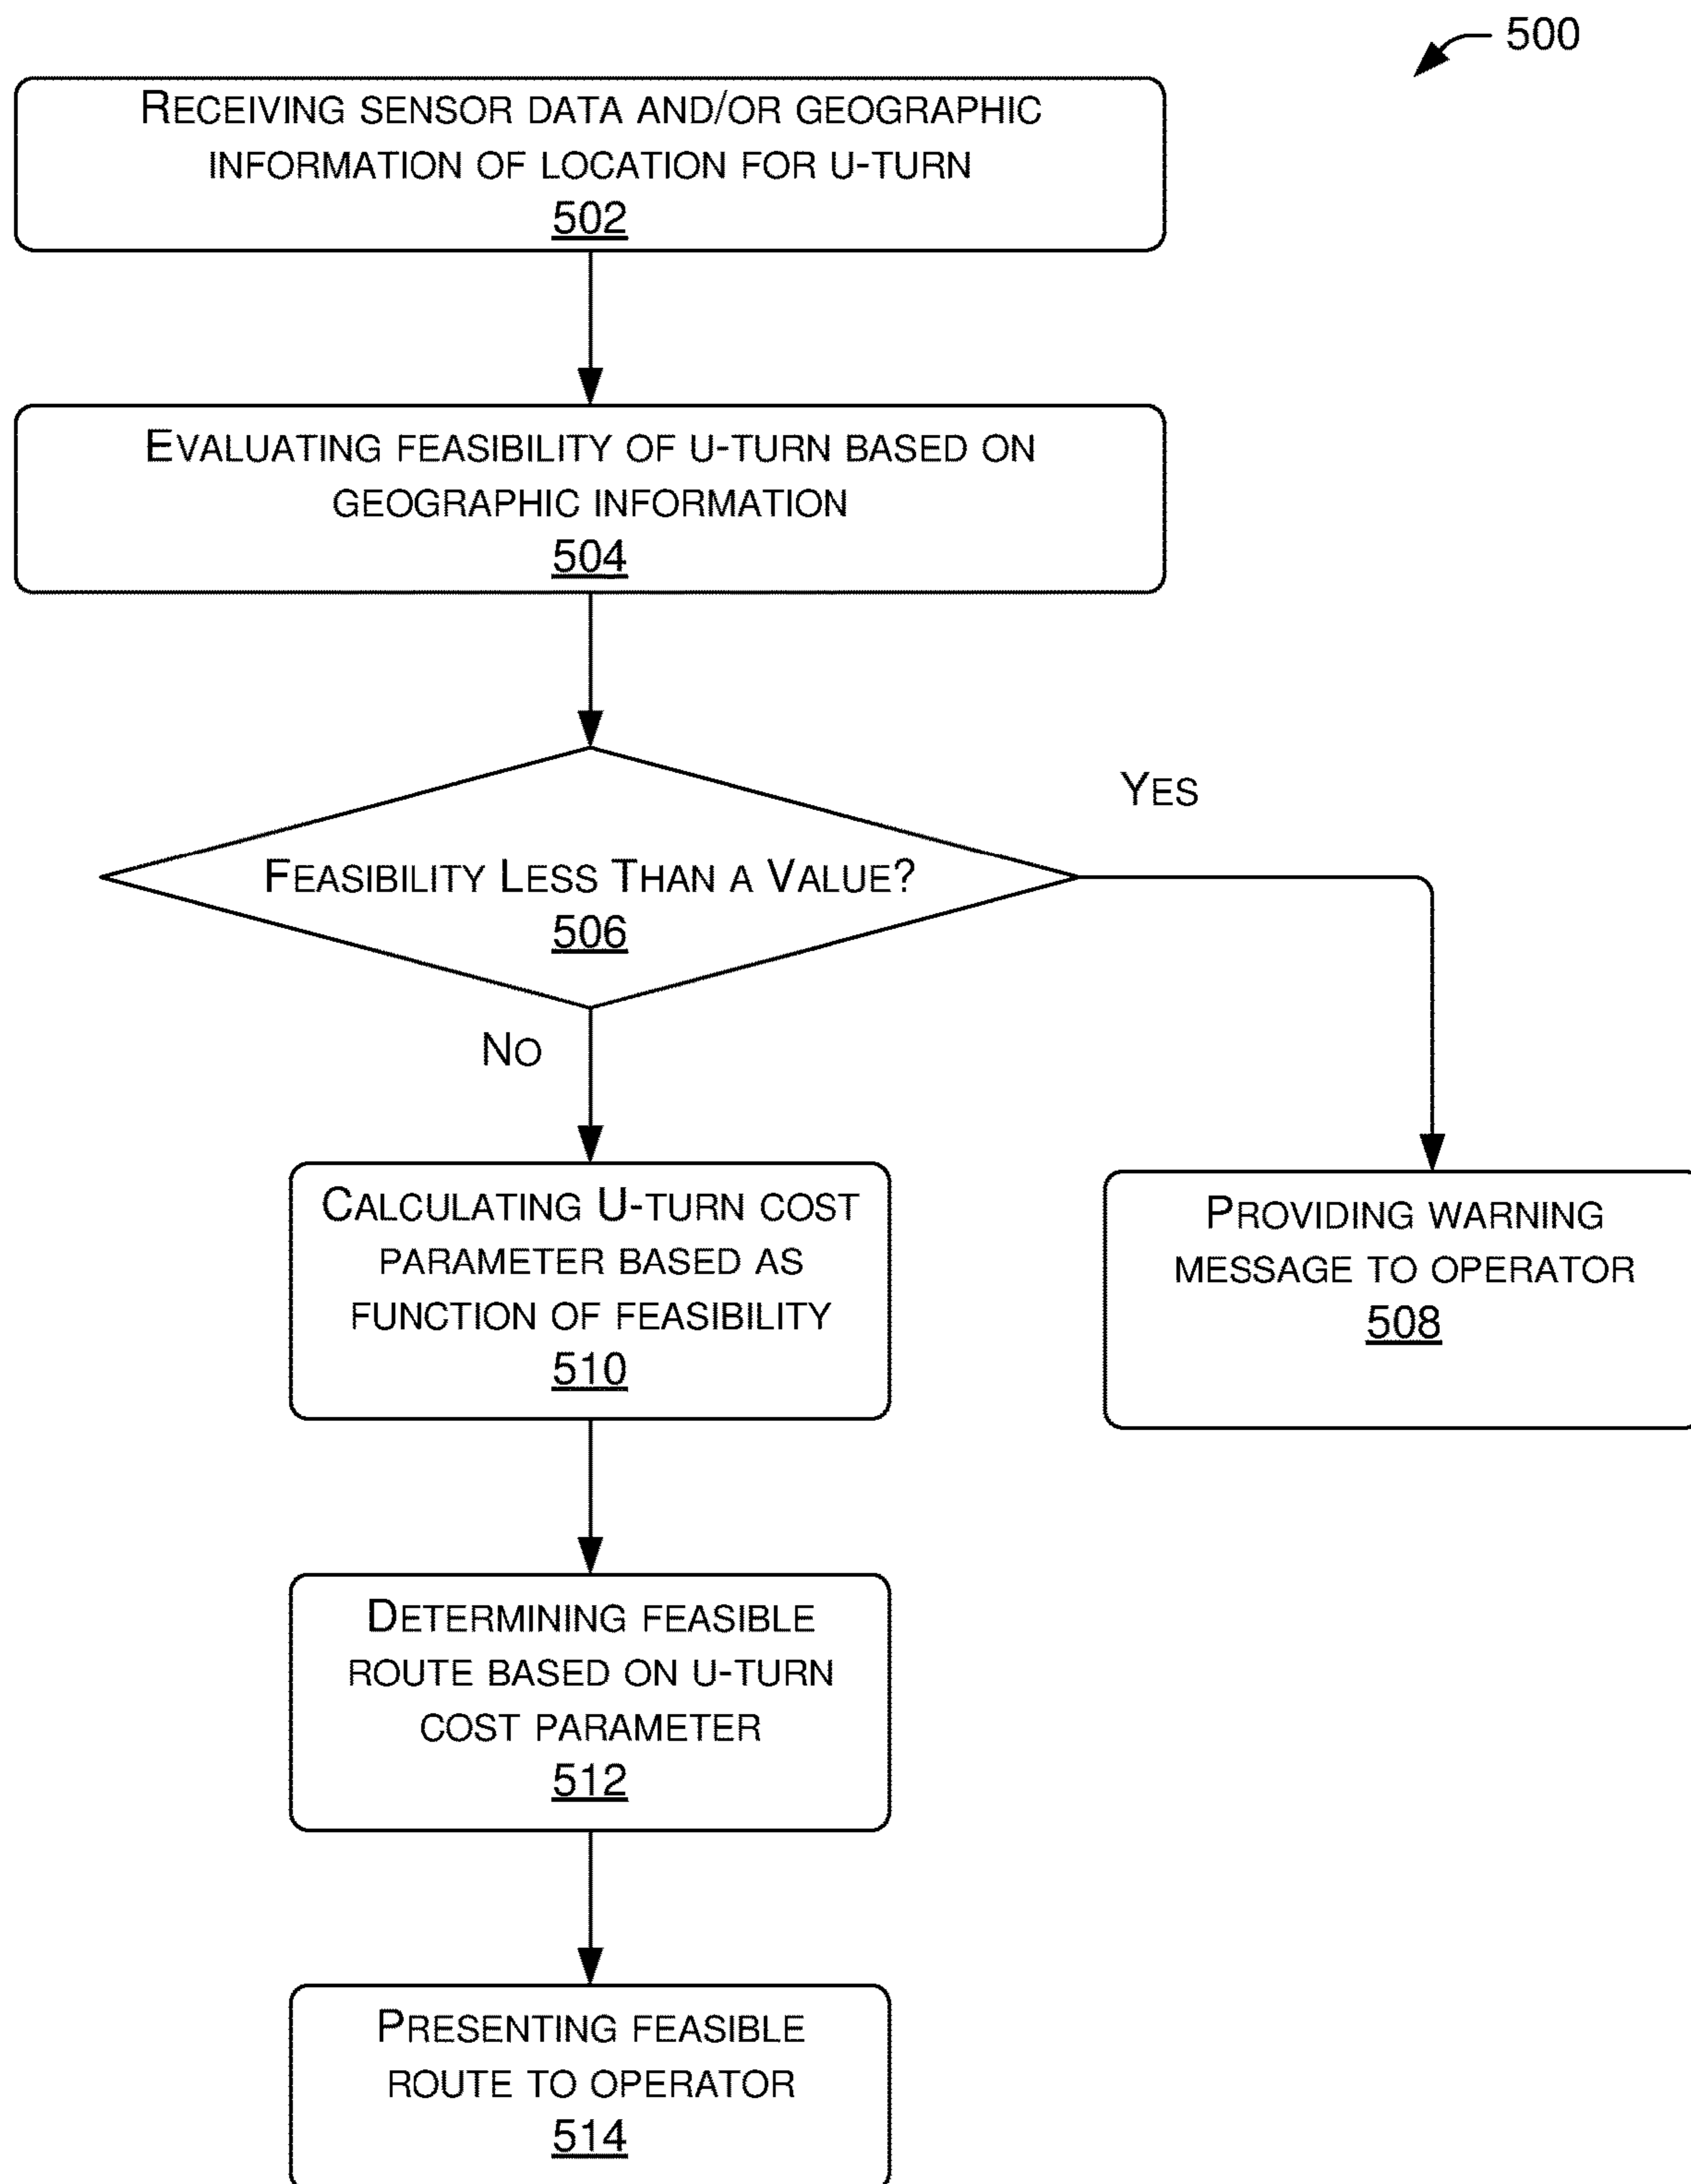 500
RECEIVING SENSOR DATA AND/OR GEOGRAPHIC
INFORMATION OF LOCATION FOR U-TURN
502
EVALUATING FEASIBILITY OF U-TURN BASED ON
GEOGRAPHIC INFORMATION
504
YES
FEASIBILITY LESS THAN A VALUE?
506
NO
CALCULATING U-TURN COST
PARAMETER BASED AS
FUNCTION OF FEASIBILITY
510
PROVIDING WARNING
MESSAGE TO OPERATOR
508
DETERMINING FEASIBLE
ROUTE BASED ON U-TURN
COST PARAMETER
512
PRESENTING FEASIBLE
ROUTE TO OPERATOR
514